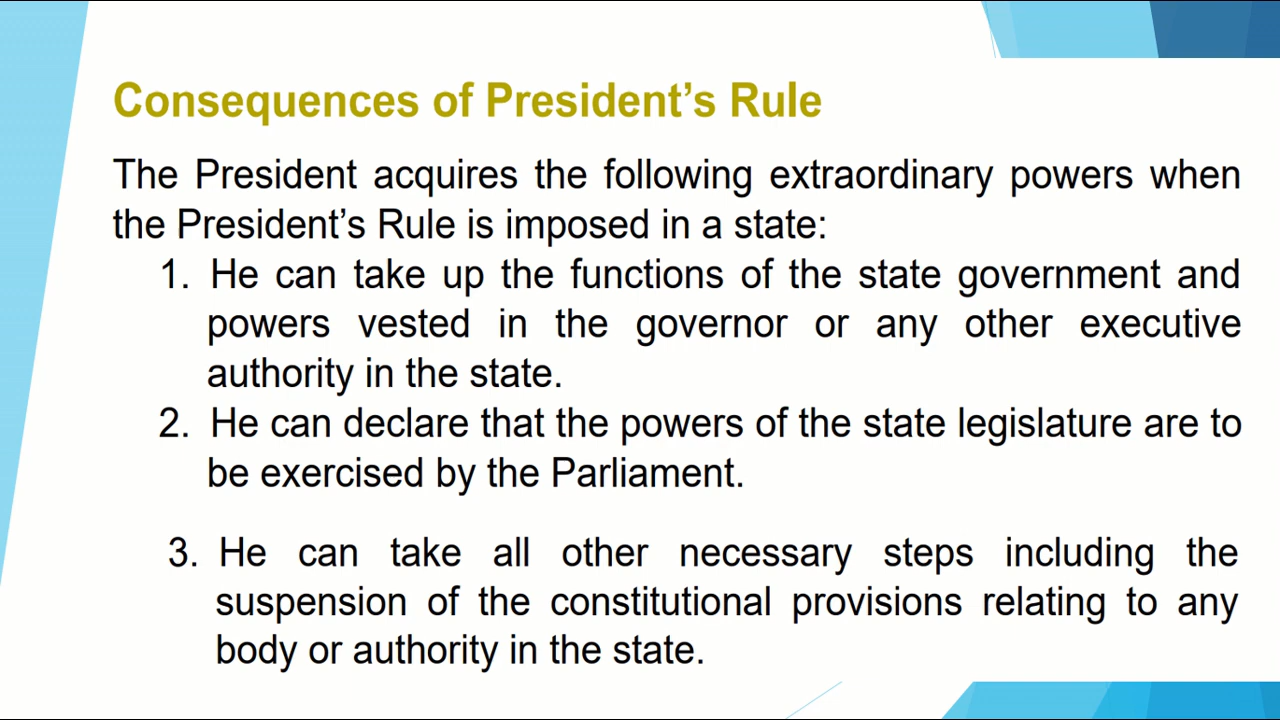 Consequences of President’s Rule
The President acquires the following extraordinary powers when
the President’s Rule is imposed in a state:
1. He can take up the functions of the state government and
powers vested in the governor or any other executive
authority in the state.
2. He can declare that the powers of the state legislature are to
be exercised by the Parliament.
3. He can take all other necessary steps including the
suspension of the constitutional provisions relating to any
body or authority in the state.